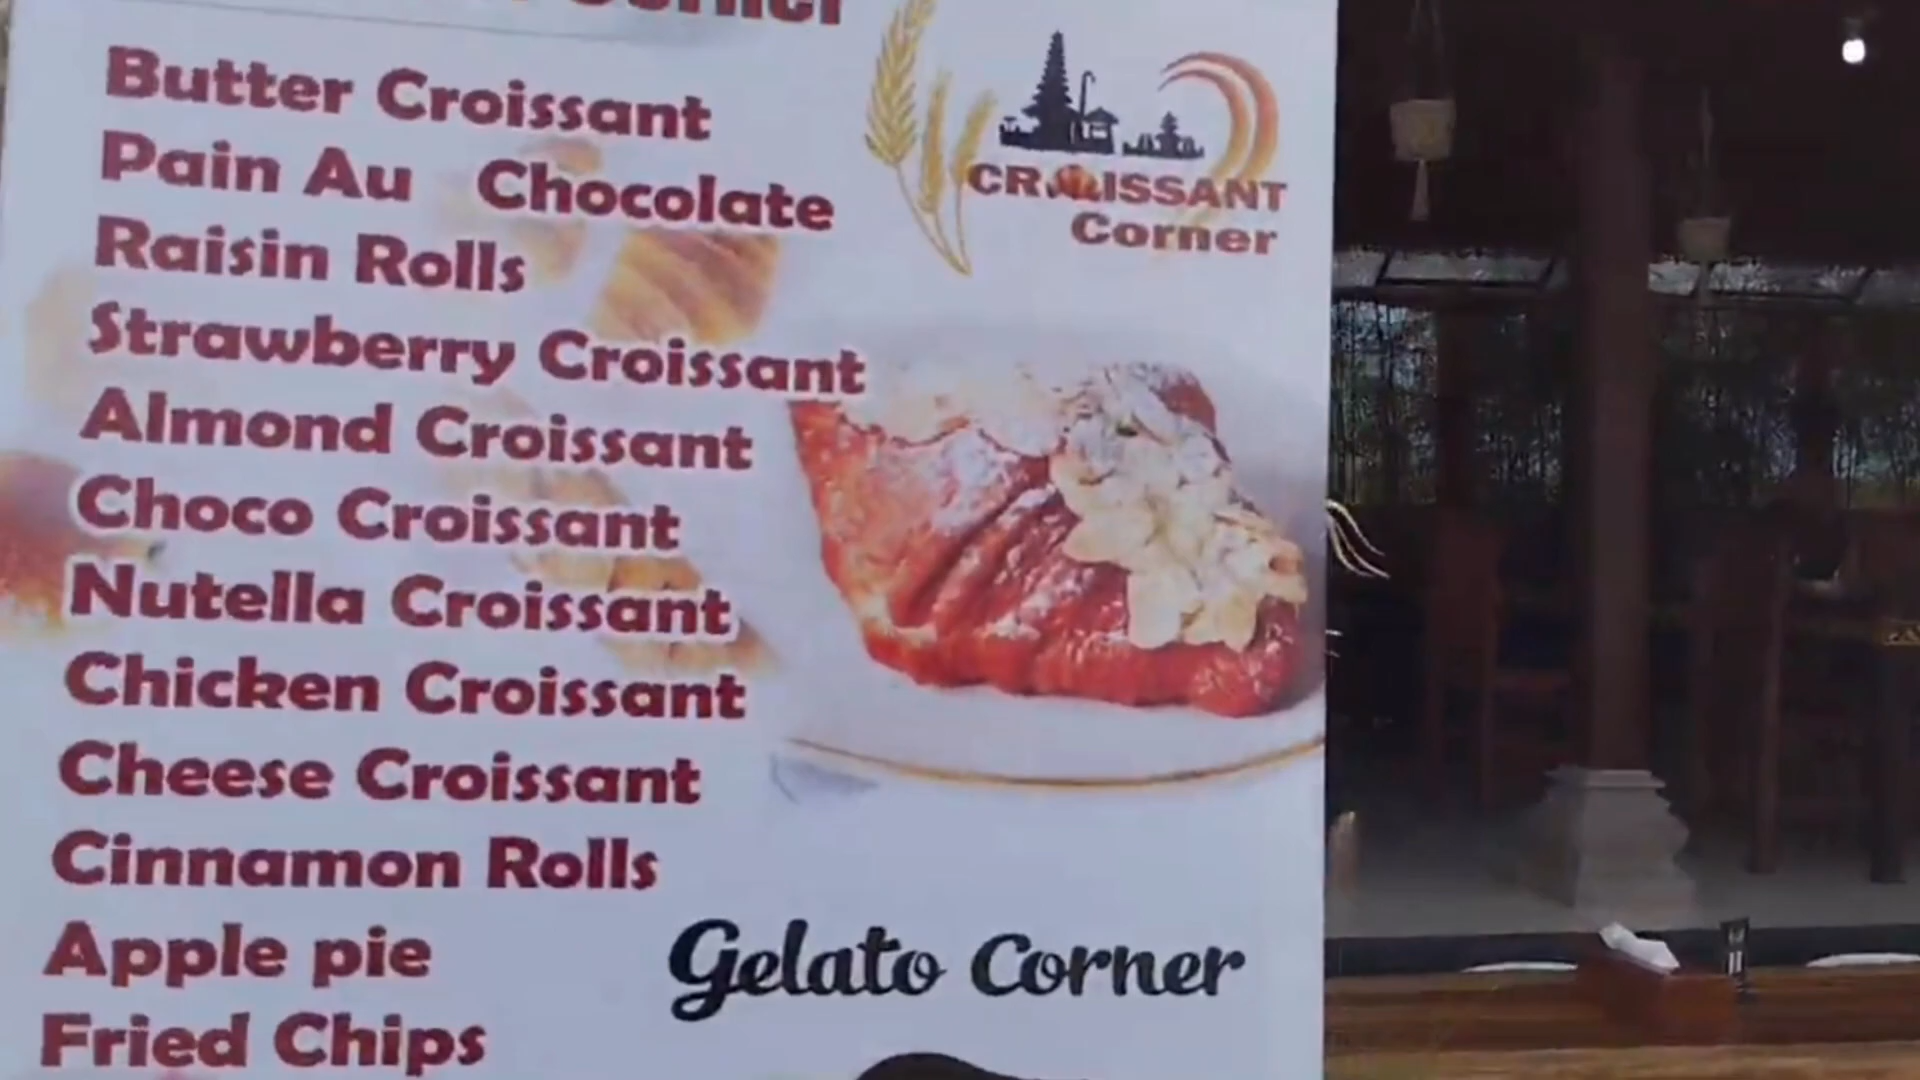 Corner
Butter Croissant
Pain Au Chocolate
Raisin Rolls
Strawberry Croissant
Almond Croissant
Choco Croissant
Nutella Croissant
Chicken Croissant
Cheese Croissant
Cinnamon Rolls
Apple pie
Fried Chips
CROISSANT
Corner
Gelato Corner